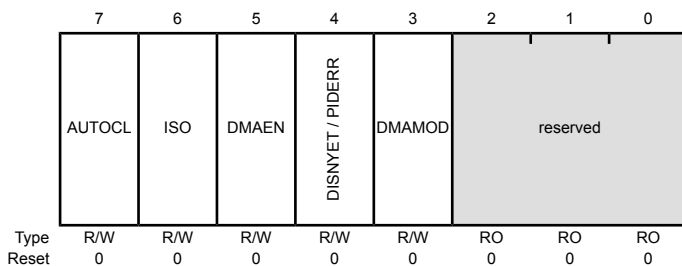 7 6 5 4 3 2 1 0
AUTOCL ISO DMAEN DISNYET / PIDERR DMAMOD reserved
Type R/W R/W R/W R/W R/W RO RO RO
Reset 0 0 0 0 0 0 0 0